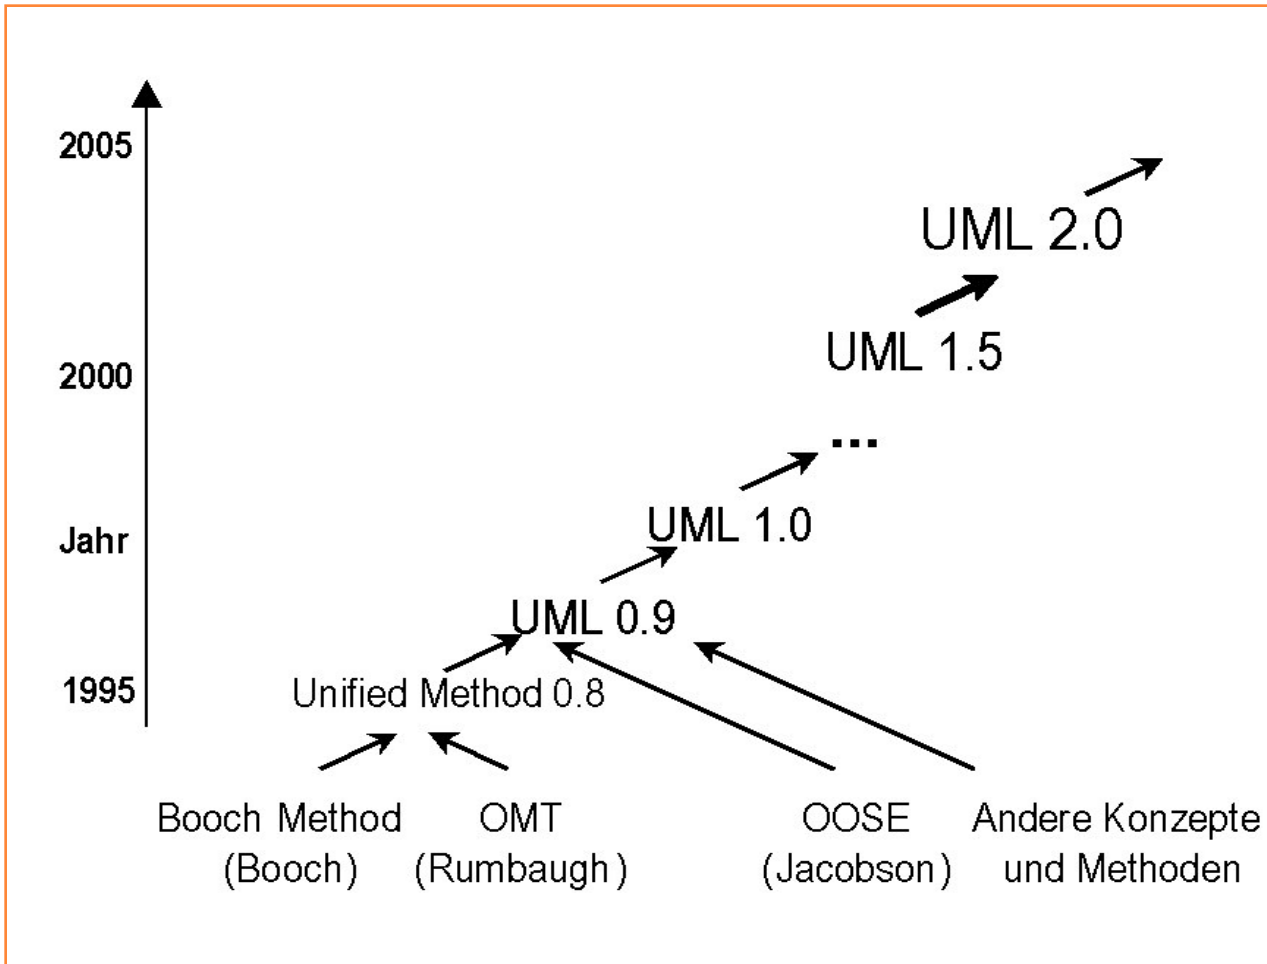 2005
UML 2.0
UML 1.5
2000
...
UML 1.0
Jahr
UML 0.9
1995
Unified Method 0.8
Booch Method
(Booch)
OMT
(Rumbaugh)
OOSE
(Jacobson)
Andere Konzepte
und Methoden